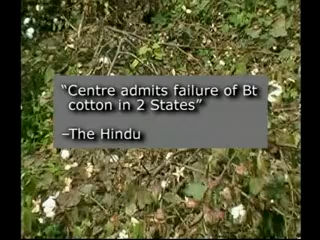 “Centre admits failure of Bt
cotton in 2 States”
–The Hindu